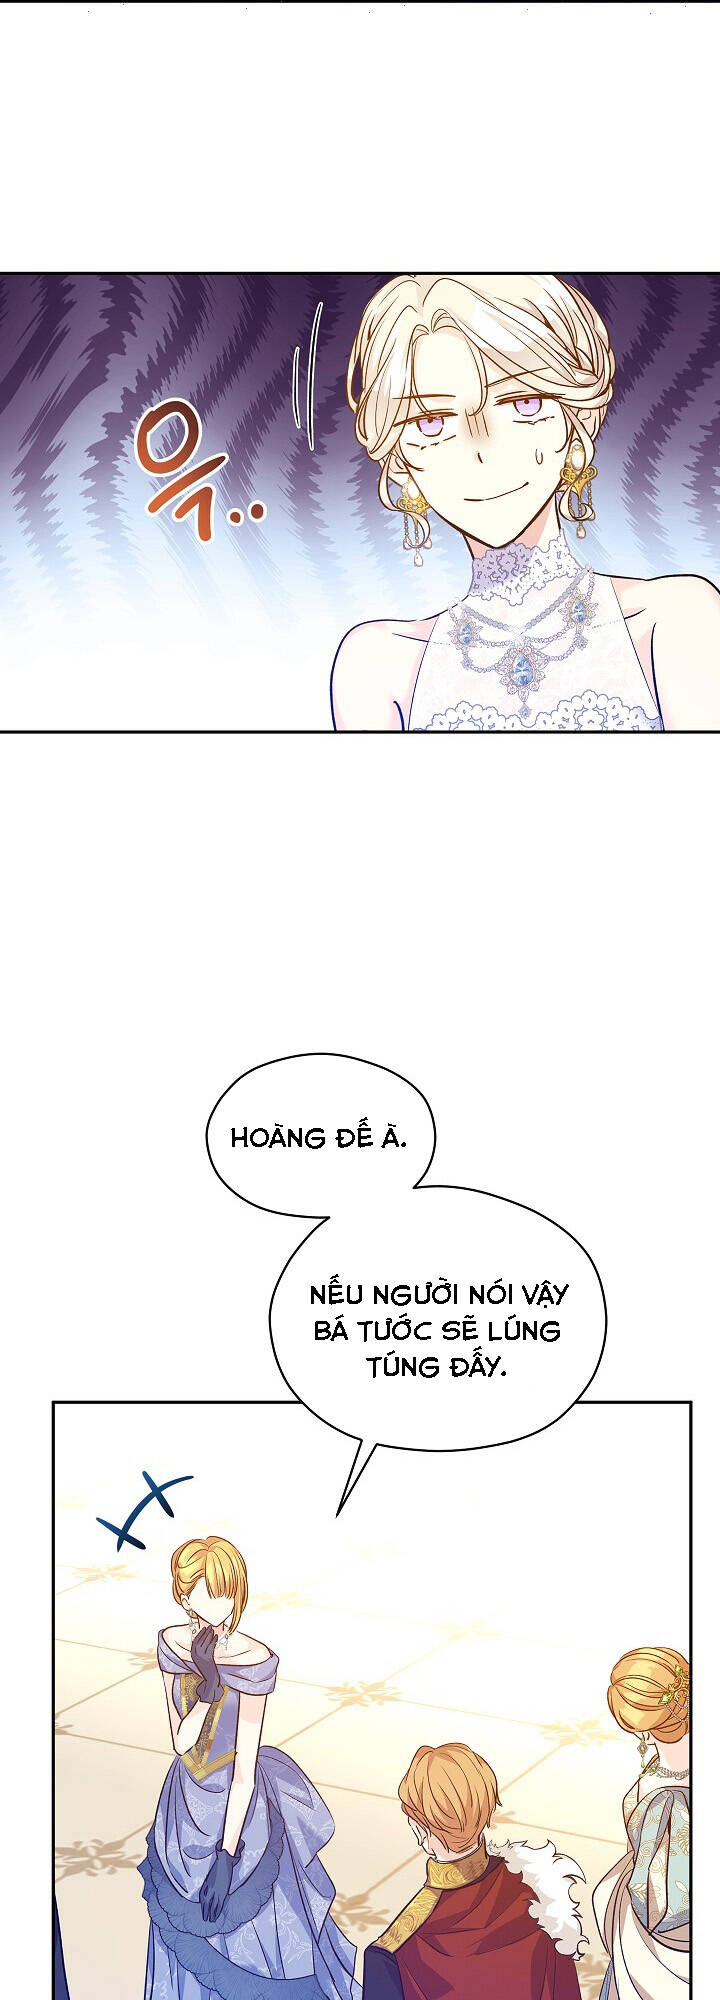 으..
HOÀNG ĐẾ À.
NẾU NGƯỜI NÓI VẬY
BÁ TƯỚC SẼ LÚNG
TÚNG ĐẤY.